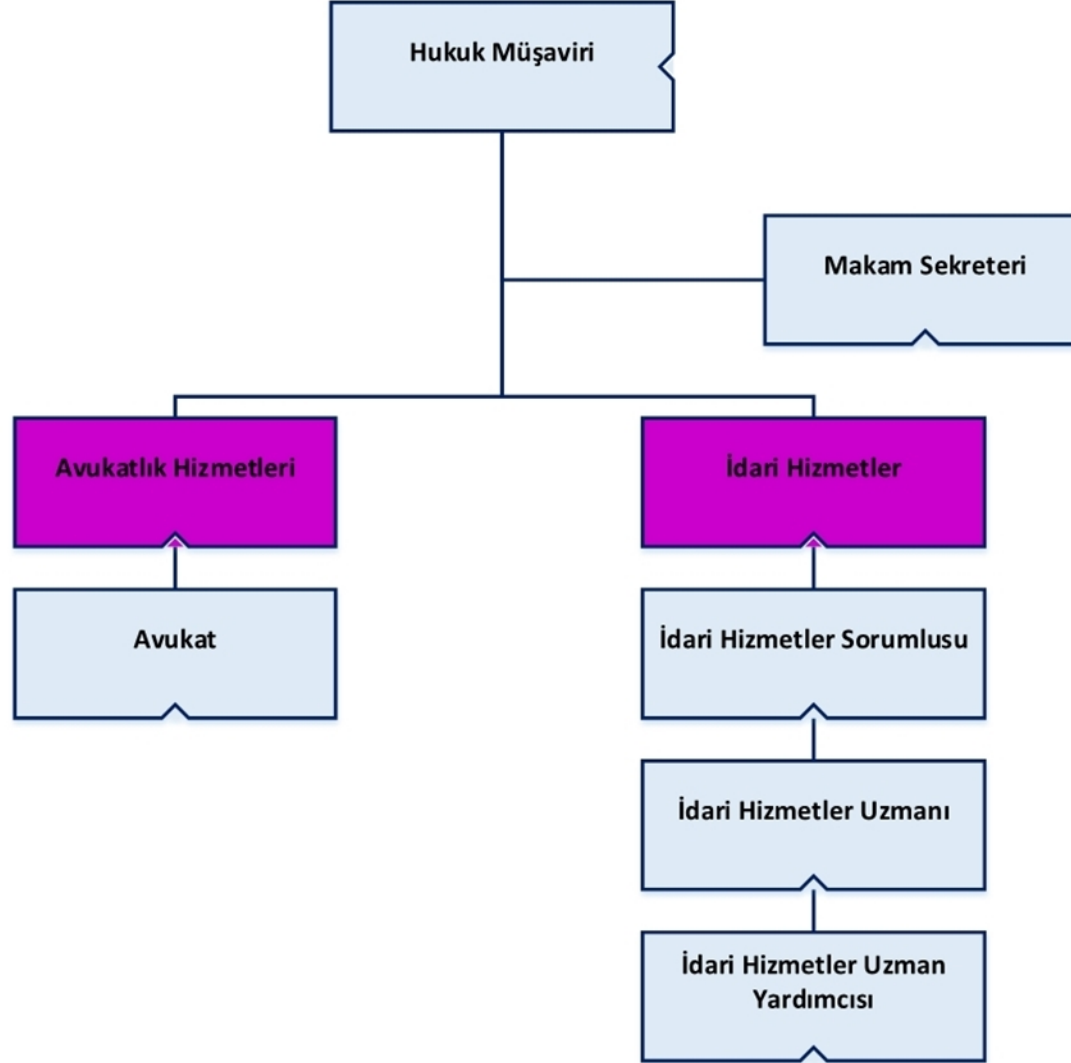 Hukuk Müşaviri
Makam Sekreteri
Avukatlık Hizmetleri
İdari Hizmetler
Avukat
İdari Hizmetler Sorumlusu
İdari Hizmetler Uzmanı
İdari Hizmetler Uzman
Yardımcısı